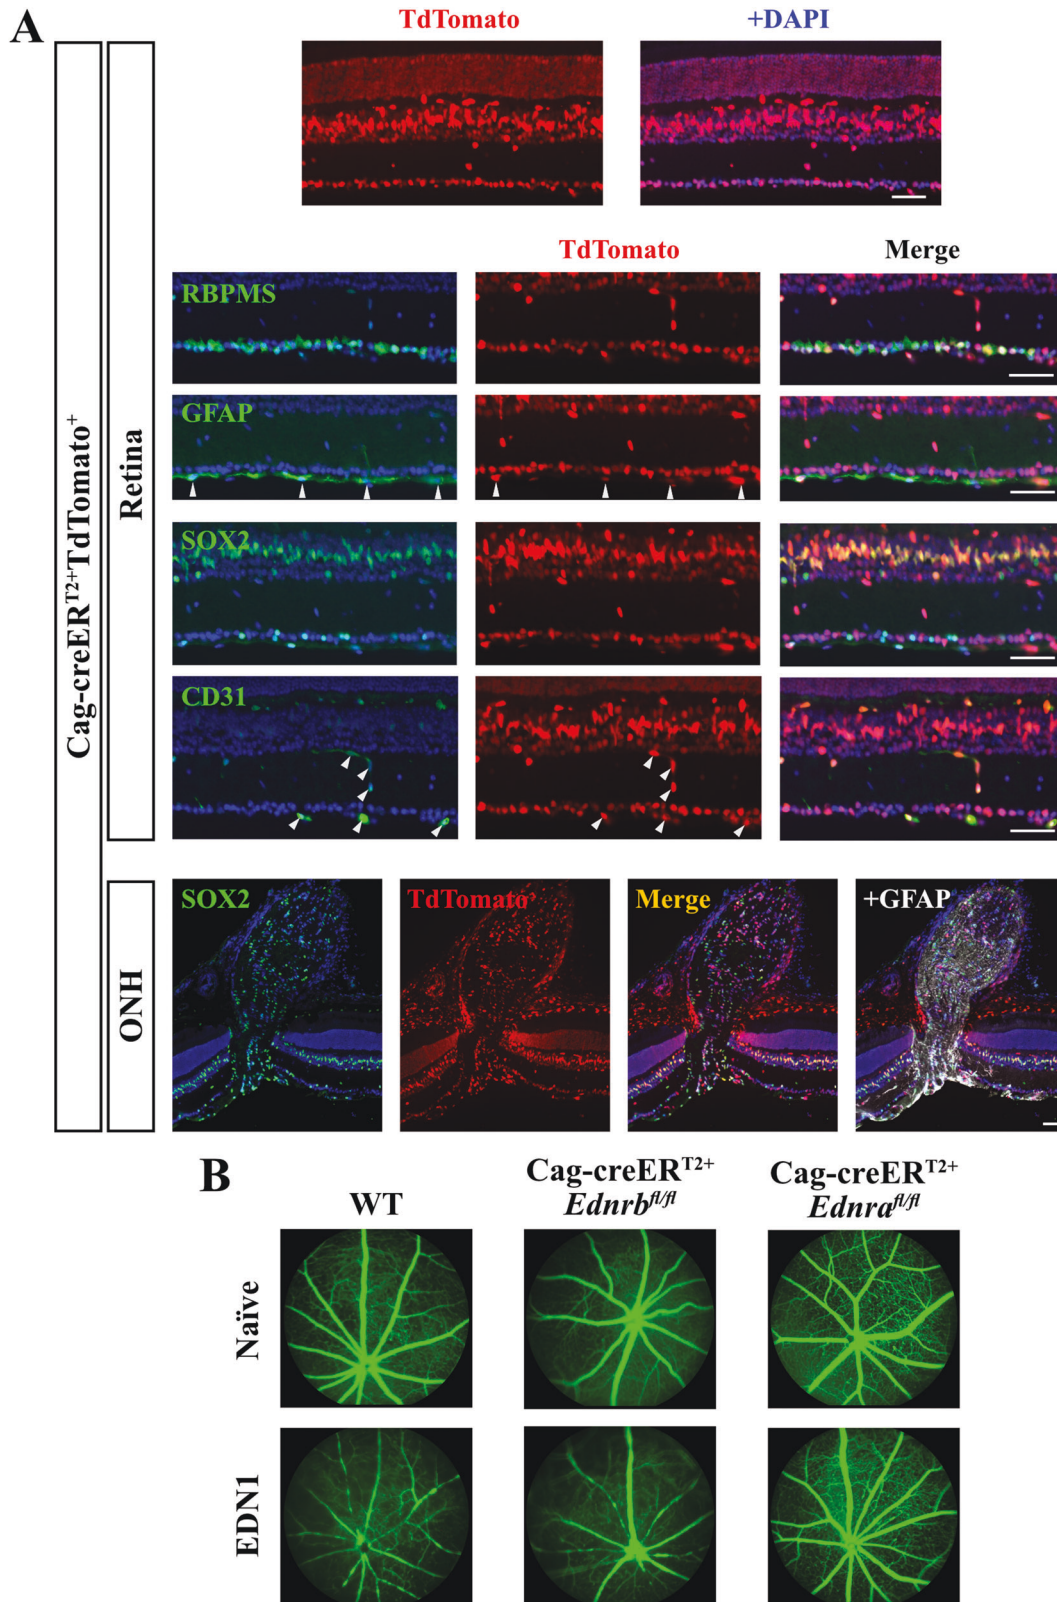 A
TdTomato
+DAPI
Cag-creER^T2+TdTomato^+
Retina
TdTomato
Merge
RBPMS
GFAP
SOX2
CD31
ONH
SOX2
TdTomato
Merge
+GFAP
B
WT
Cag-creER^T2+
Ednrb^fl/fl
Cag-creER^T2+
Ednra^fl/fl
Naïve
EDN1